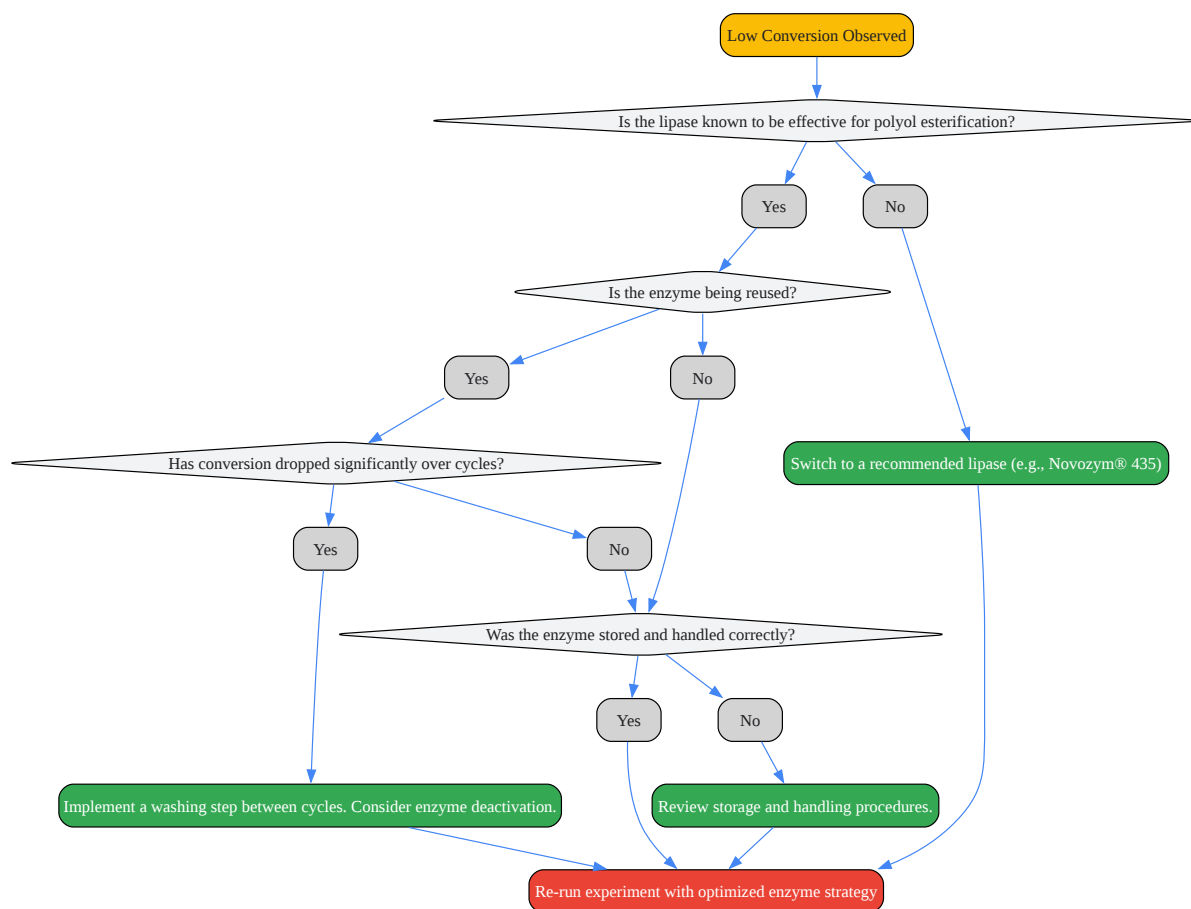 Low Conversion Observed
Is the lipase known to be effective for polyol esterification?
Yes
No
Is the enzyme being reused?
Yes
No
Has conversion dropped significantly over cycles?
Switch to a recommended lipase (e.g., Novozym® 435)
Yes
No
Was the enzyme stored and handled correctly?
Yes
No
Implement a washing step between cycles. Consider enzyme deactivation.
Review storage and handling procedures.
Re-run experiment with optimized enzyme strategy